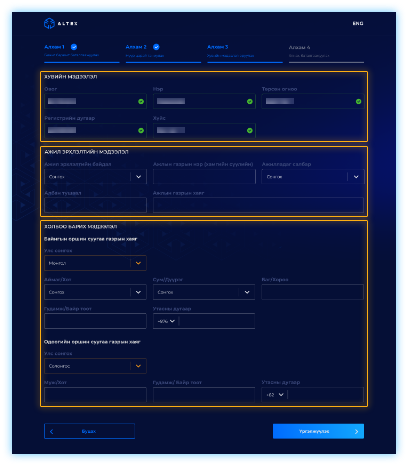 ALTBX
ENG
Алхам 1
Алхам 2
Алхам 3
Алхам 4
ХУВИЙН МЭДЭЭЛЭЛ
Овог
Нэр
Төрсөн огноо
Регистрийн дугаар
Хүйс
АЖИЛ ЭРХЛЭЛТИЙН МЭДЭЭЛЭЛ
Ажил эрхлэлтийн байдал
Ажлын газрын нэр
Ажилладаг салбар
Сонгох
Сонгох
Албан тушаал
Ажлын газрын хаяг
ХОЛБОО БАРИХ МЭДЭЭЛЭЛ
Байнгын оршин суугаа газрын хаяг
Улс сонгох
Монгол
Аймаг/Хот
Сум/Дүүрэг
Баг/Хороо
Сонгох
Сонгох
Гудамж/Байр тоот
Утасны дугаар
+976
Одоогийн оршин суугаа газрын хаяг
Улс сонгох
Солонгос
Муж/Хот
Гудамж/ Байр тоот
Утасны дугаар
+82
Буцах
Үргэлжлүүлэх